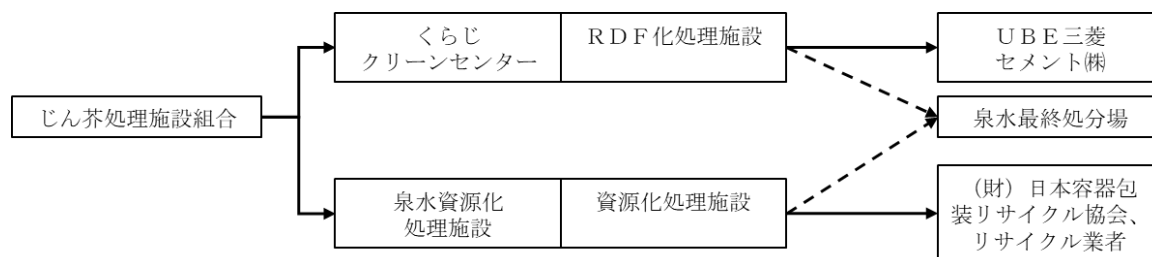 じん芥処理施設組合
くらじ
クリーンセンター
ＲＤＦ化処理施設
ＵＢＥ三菱
セメント㈱
泉水最終処分場
泉水資源化
処理施設
資源化処理施設
（財）日本容器包
装リサイクル協会、
リサイクル業者